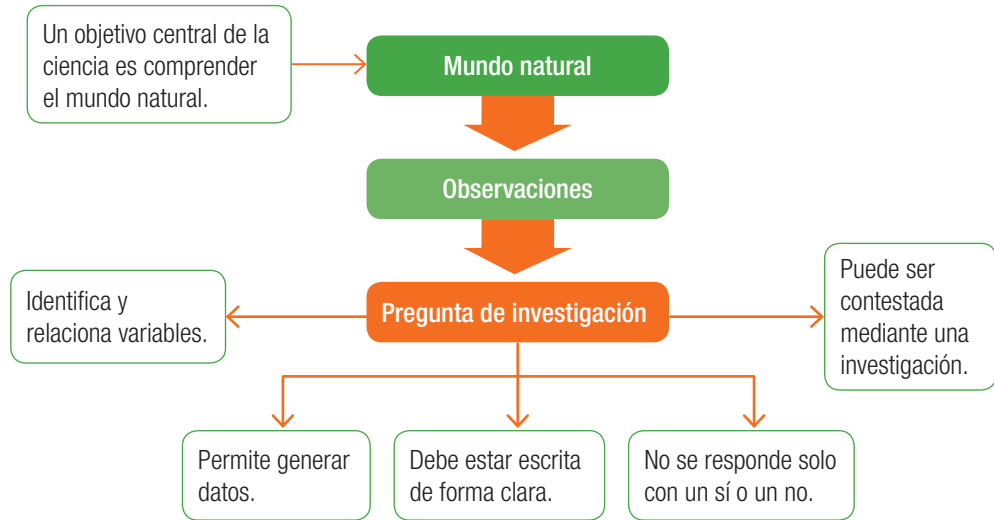 Un objetivo central de la
ciencia es comprender
el mundo natural.
Mundo natural
Observaciones
Pregunta de investigación
Identifica y
relaciona variables.
Puede ser
contestada
mediante una
investigación.
Permite generar
datos.
Debe estar escrita
de forma clara.
No se responde solo
con un sí o un no.